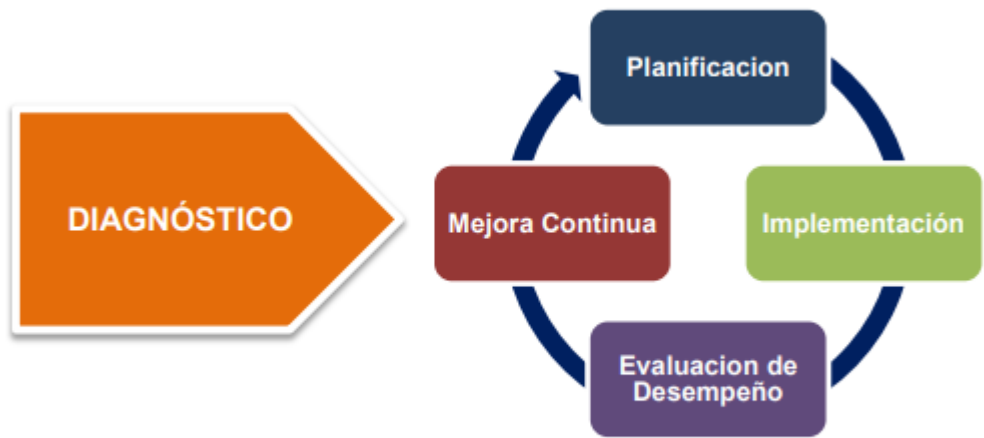 DIAGNÓSTICO
Planificacion
Implementación
Evaluacion de
Desempeño
Mejora Continua